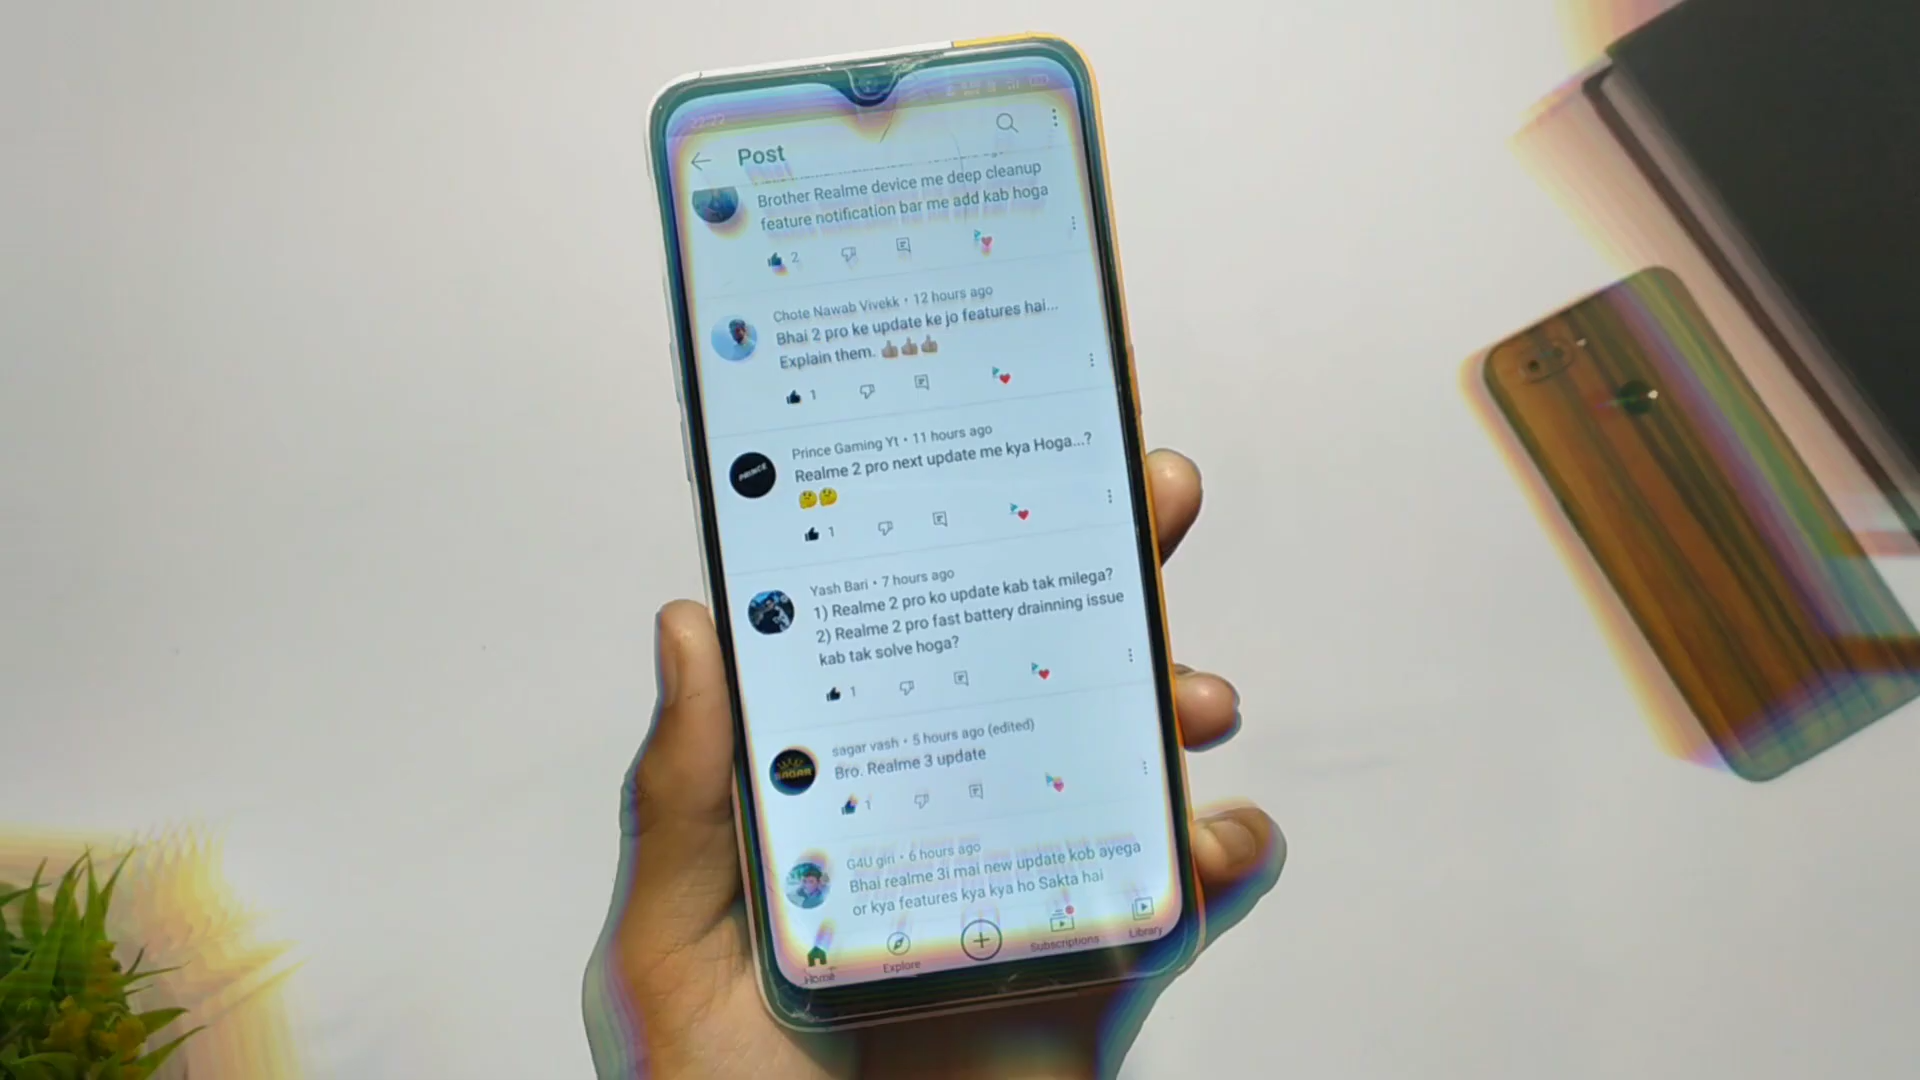 22:22
Post
Brother Realme device me deep cleanup
feature notification bar me add kab hoga
2
Chote Nawab Vivekk • 12 hours ago
Bhai 2 pro ke update ke jo features hai...
Explain them. 👍🏽👍🏽👍🏽
1
PRINCE
Prince Gaming Yt • 11 hours ago
Realme 2 pro next update me kya Hoga...?
🤔🤔
1
Yash Bari • 7 hours ago
1) Realme 2 pro ko update kab tak milega?
2) Realme 2 pro fast battery drainning issue
kab tak solve hoga?
1
SAGAR
sagar vash • 5 hours ago (edited)
Bro. Realme 3 update
1
G4U giri • 6 hours ago
Bhai realme 3i mai new update kob ayega
or kya features kya kya ho Sakta hai
Home
Explore
Subscriptions
Library